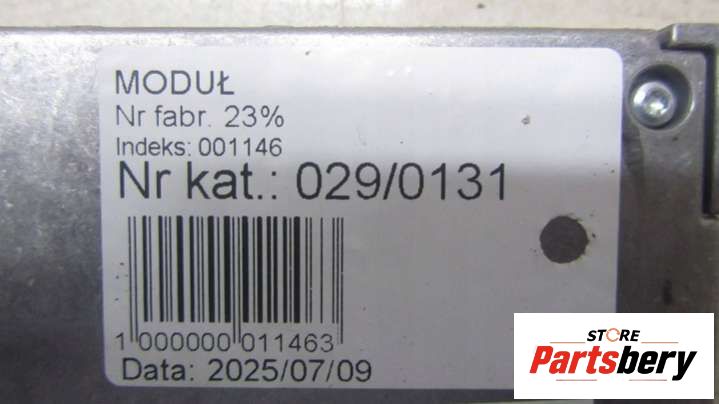 MODUŁ
Nr fabr. 23%
Indeks: 001146
Nr kat.: 029/0131
1 000000 011463
Data: 2025/07/09
STORE
Partsbery